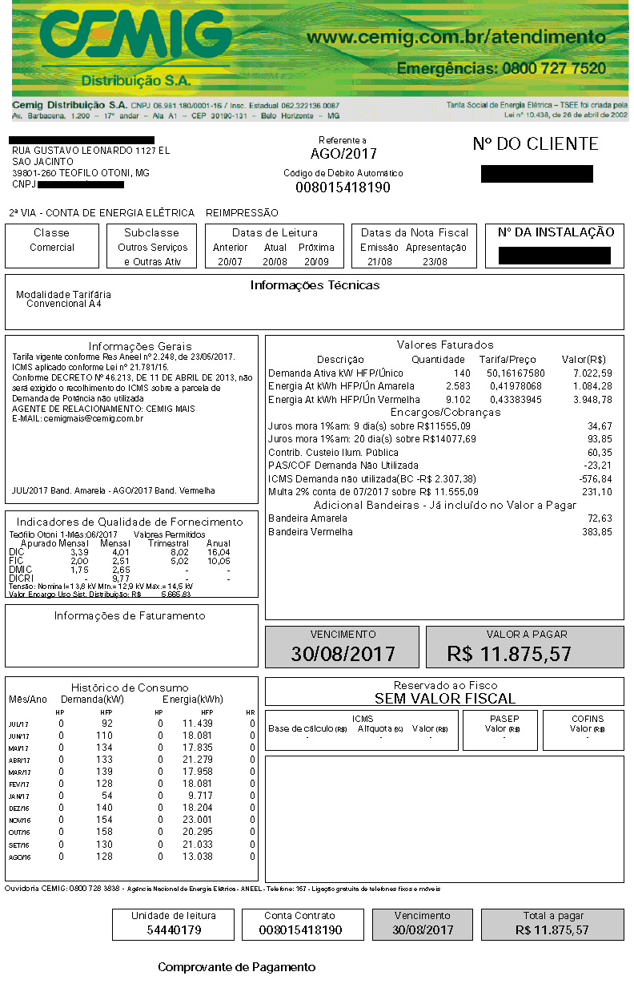 CEMIG
Distribuição S.A.
www.cemig.com.br/atendimento
Emergências: 0800 727 7520
Cemig Distribuição S.A. CNPJ 06.981.180/0001-16 / Insc. Estadual 062.322136.0087
Av. Barbacena, 1.200 – 17º andar – Ala A1 – CEP 30190-131 – Belo Horizonte – MG
Tarifa Social de Energia Elétrica – TSEE foi criada pela
Lei nº 10.438, de 26 de abril de 2002
RUA GUSTAVO LEONARDO 1127 EL
SAO JACINTO
39801-260 TEOFILO OTONI, MG
CNPJ
Referente a
AGO/2017
Código de Débito Automático
008015418190
Nº DO CLIENTE
2ª VIA - CONTA DE ENERGIA ELÉTRICA REIMPRESSÃO
Classe
Comercial
Subclasse
Outros Serviços
e Outras Ativ
Datas de Leitura
Anterior Atual Próxima
20/07 20/08 20/09
Datas da Nota Fiscal
Emissão Apresentação
21/08 23/08
Nº DA INSTALAÇÃO
Informações Técnicas
Modalidade Tarifária
Convencional A4
Informações Gerais
Tarifa vigente conforme Res Aneel nº 2.248, de 23/05/2017.
ICMS aplicado conforme Lei nº 21.781/15.
Conforme DECRETO Nº 46.213, DE 11 DE ABRIL DE 2013, não
será exigido o recolhimento do ICMS sobre a parcela de
Demanda de Potência não utilizada
AGENTE DE RELACIONAMENTO: CEMIG MAIS
E-MAIL: cemigmais@cemig.com.br
JUL/2017 Band. Amarela - AGO/2017 Band. Vermelha
Valores Faturados
Descrição Quantidade Tarifa/Preço Valor(R$)
Demanda Ativa kW HFP/Único 140 50,16167580 7.022,59
Energia At kWh HFP/Ún Amarela 2.583 0,41978068 1.084,28
Energia At kWh HFP/Ún Vermelha 9.102 0,43383945 3.948,78
Encargos/Cobranças
Juros mora 1%am: 9 dia(s) sobre R$11555,09 34,67
Juros mora 1%am: 20 dia(s) sobre R$14077,69 93,85
Contrib. Custeio Ilum. Pública 60,35
PAS/COF Demanda Não Utilizada -23,21
ICMS Demanda não utilizada(BC -R$ 2.307,38) -576,84
Multa 2% conta de 07/2017 sobre R$ 11.555,09 231,10
Adicional Bandeiras - Já incluído no Valor a Pagar
Bandeira Amarela 72,63
Bandeira Vermelha 383,85
Indicadores de Qualidade de Fornecimento
Teófilo Otoni 1-Mês:06/2017 Valores Permitidos
Apurado Mensal Mensal Trimestral Anual
DIC 3,39 4,01 8,02 16,04
FIC 2,00 2,51 5,02 10,05
DMIC 1,75 2,65 - -
DICRI - 9,77 - -
Tensão: Nominal= 13,8 kV Mín.= 12,9 kV Máx.= 14,5 kV
Valor Encargo Uso Sist. Distribuição: R$ 5.665,83
Informações de Faturamento
VENCIMENTO
30/08/2017
VALOR A PAGAR
R$ 11.875,57
Histórico de Consumo
Mês/Ano Demanda(kW) Energia(kWh)
HP HFP HP HFP HR
JUL/17 0 92 0 11.439 0
JUN/17 0 110 0 18.081 0
MAI/17 0 134 0 17.835 0
ABR/17 0 133 0 21.279 0
MAR/17 0 139 0 17.958 0
FEV/17 0 128 0 18.081 0
JAN/17 0 54 0 9.717 0
DEZ/16 0 140 0 18.204 0
NOV/16 0 154 0 23.001 0
OUT/16 0 158 0 20.295 0
SET/16 0 130 0 21.033 0
AGO/16 0 128 0 13.038 0
Reservado ao Fisco
SEM VALOR FISCAL
ICMS
Base de cálculo (R$) Alíquota (%) Valor (R$)
- - -
PASEP
Valor (R$)
-
COFINS
Valor (R$)
-
Ouvidoria CEMIG: 0800 728 3838 - Agência Nacional de Energia Elétrica - ANEEL - Telefone: 167 - Ligação gratuita de telefones fixos e móveis
Unidade de leitura
54440179
Conta Contrato
008015418190
Vencimento
30/08/2017
Total a pagar
R$ 11.875,57
Comprovante de Pagamento